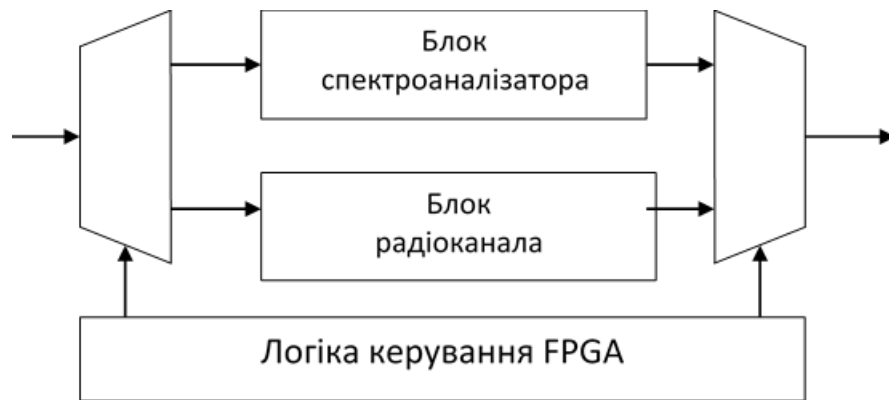 Блок
спектроаналізатора
Блок
радіоканала
Логіка керування FPGA